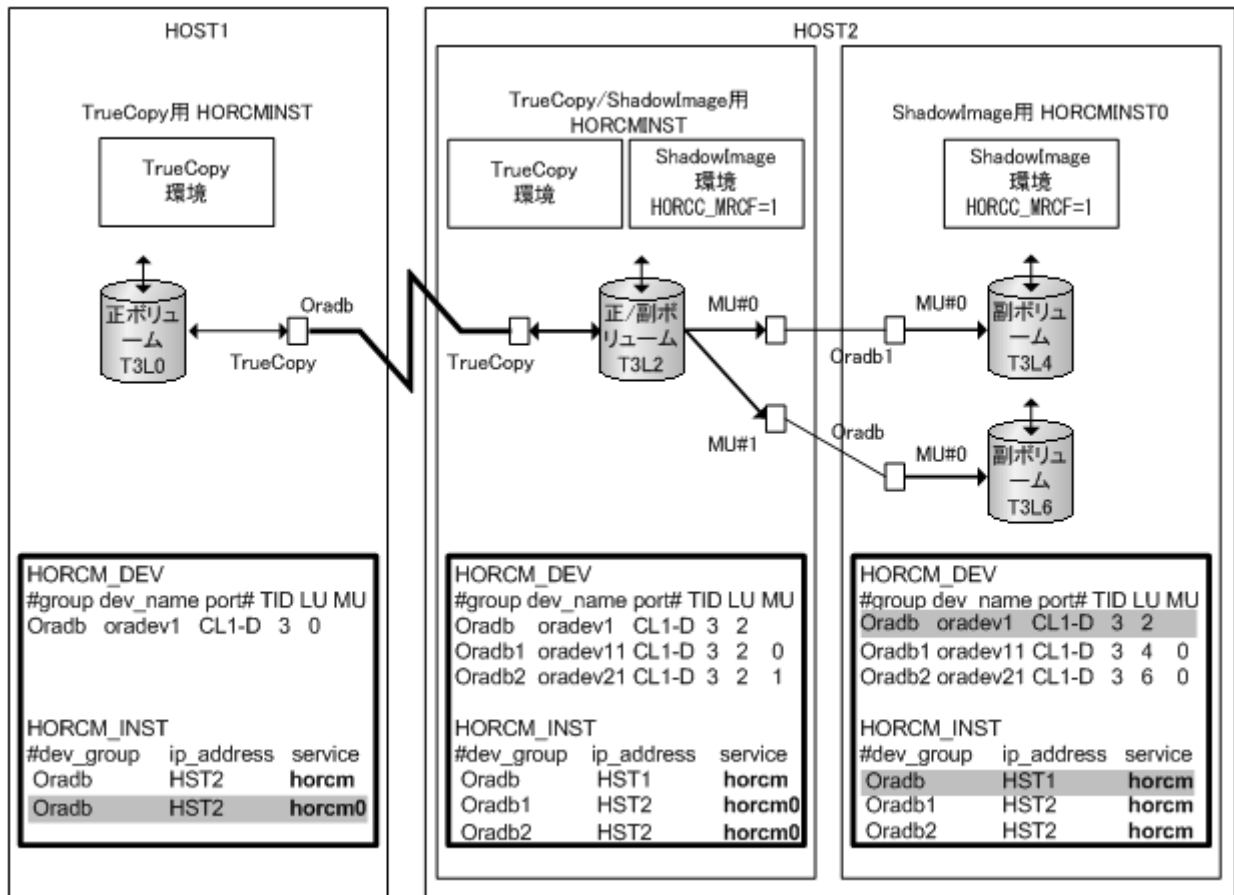 HOST1
TrueCopy用 HORCMINST
TrueCopy
環境
正ボリュ
ーム
T3L0
Oradb
TrueCopy
HORCM_DEV
#group dev_name port# TID LU MU
Oradb oradev1 CL1-D 3 0
HORCM_INST
#dev_group ip_address service
Oradb HST2 horcm
Oradb HST2 horcm0
HOST2
TrueCopy/ShadowImage用
HORCMINST
TrueCopy
環境
ShadowImage
環境
HORCC_MRCF=1
TrueCopy
正/副ボ
リューム
T3L2
MU#0
MU#1
Oradb1
Oradb
HORCM_DEV
#group dev_name port# TID LU MU
Oradb oradev1 CL1-D 3 2
Oradb1 oradev11 CL1-D 3 2 0
Oradb2 oradev21 CL1-D 3 2 1
HORCM_INST
#dev_group ip_address service
Oradb HST1 horcm
Oradb1 HST2 horcm0
Oradb2 HST2 horcm0
ShadowImage用 HORCMINST0
ShadowImage
環境
HORCC_MRCF=1
MU#0
副ボリュ
ーム
T3L4
MU#0
副ボリュ
ーム
T3L6
HORCM_DEV
#group dev_name port# TID LU MU
Oradb oradev1 CL1-D 3 2
Oradb1 oradev11 CL1-D 3 4 0
Oradb2 oradev21 CL1-D 3 6 0
HORCM_INST
#dev_group ip_address service
Oradb HST1 horcm
Oradb1 HST2 horcm
Oradb2 HST2 horcm